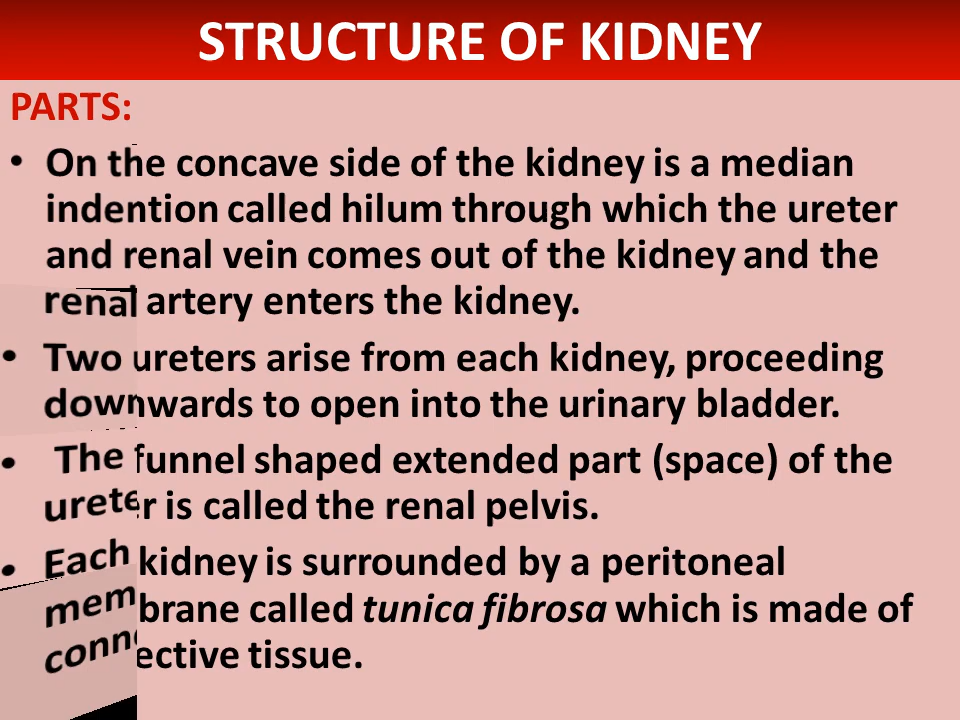 STRUCTURE OF KIDNEY
PARTS:
• On the concave side of the kidney is a median
indention called hilum through which the ureter
and renal vein comes out of the kidney and the
renal artery enters the kidney.
• Two ureters arise from each kidney, proceeding
downwards to open into the urinary bladder.
• The funnel shaped extended part (space) of the
ureter is called the renal pelvis.
• Each kidney is surrounded by a peritoneal
membrane called tunica fibrosa which is made of
connective tissue.